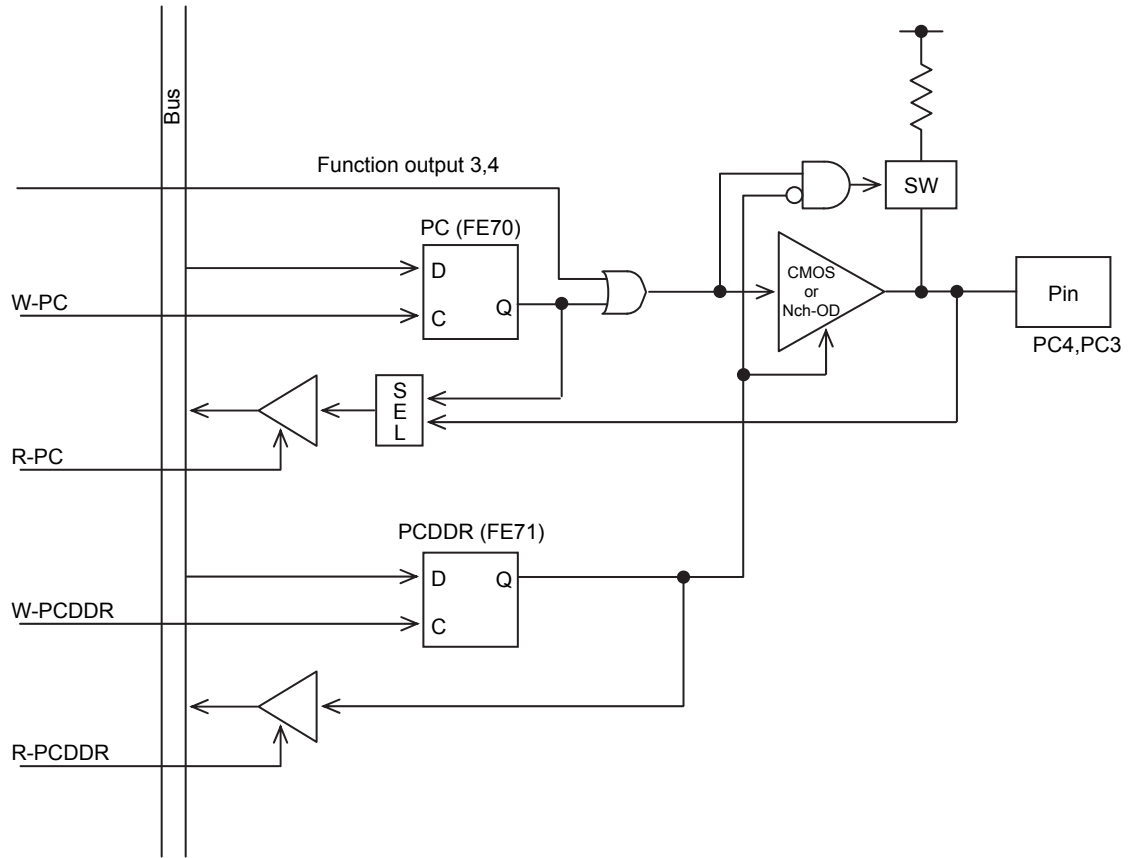 Bus
Function output 3,4
SW
PC (FE70)
D
CMOS
or
Nch-OD
Pin
W-PC
Q
C
PC4,PC3
S
E
L
R-PC
PCDDR (FE71)
D
Q
W-PCDDR
C
R-PCDDR